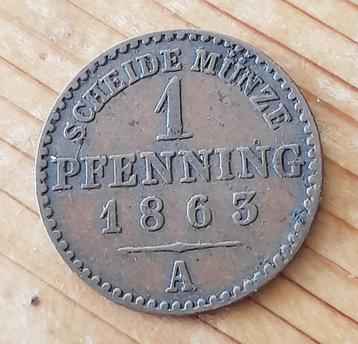 SCHEIDE MÜNZE
1
PFENNING
1863
A